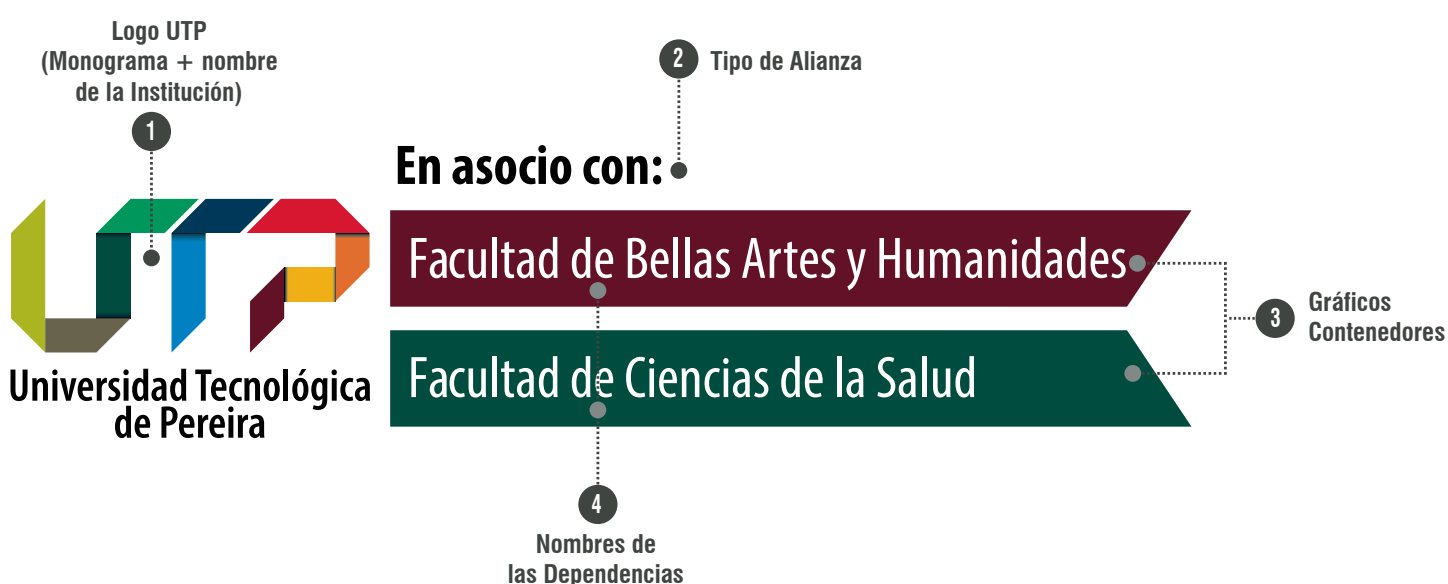 Logo UTP
(Monograma + nombre
de la Institución)
1
2 Tipo de Alianza
En asocio con:
UTP
Universidad Tecnológica
de Pereira
Facultad de Bellas Artes y Humanidades
Facultad de Ciencias de la Salud
3 Gráficos
Contenedores
4
Nombres de
las Dependencias